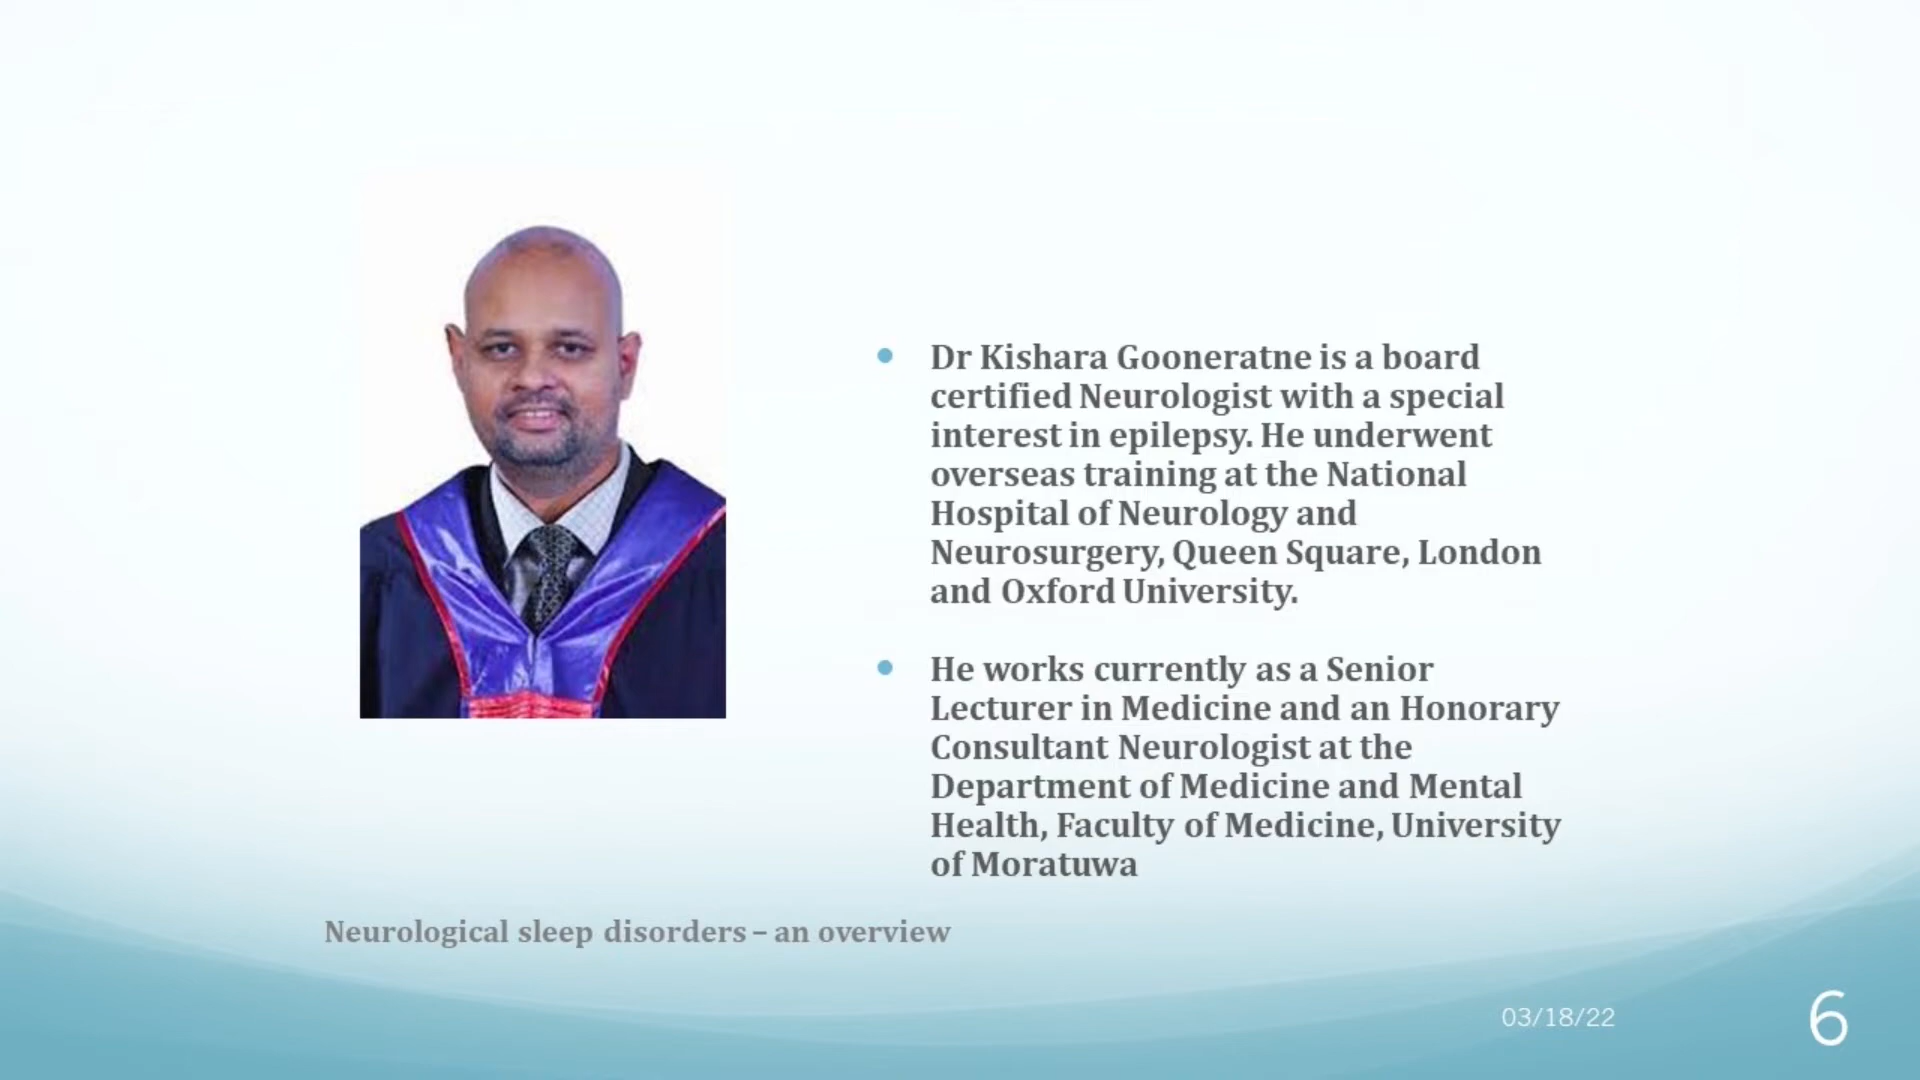 Dr Kishara Gooneratne is a board
certified Neurologist with a special
interest in epilepsy. He underwent
overseas training at the National
Hospital of Neurology and
Neurosurgery, Queen Square, London
and Oxford University.
He works currently as a Senior
Lecturer in Medicine and an Honorary
Consultant Neurologist at the
Department of Medicine and Mental
Health, Faculty of Medicine, University
of Moratuwa
Neurological sleep disorders – an overview
03/18/22
6